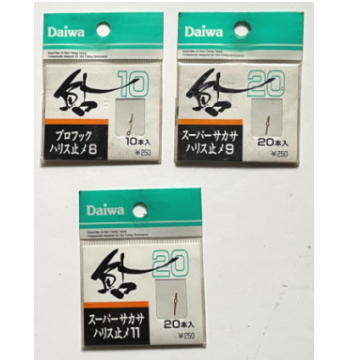 Daiwa
10
鮎
プロフック
ハリス止ノ8
10本入
¥250
Daiwa
20
鮎
スーパーサカサ
ハリス止ノ9
20本入
¥250
Daiwa
20
鮎
スーパーサカサ
ハリス止ノ11
20本入
¥250